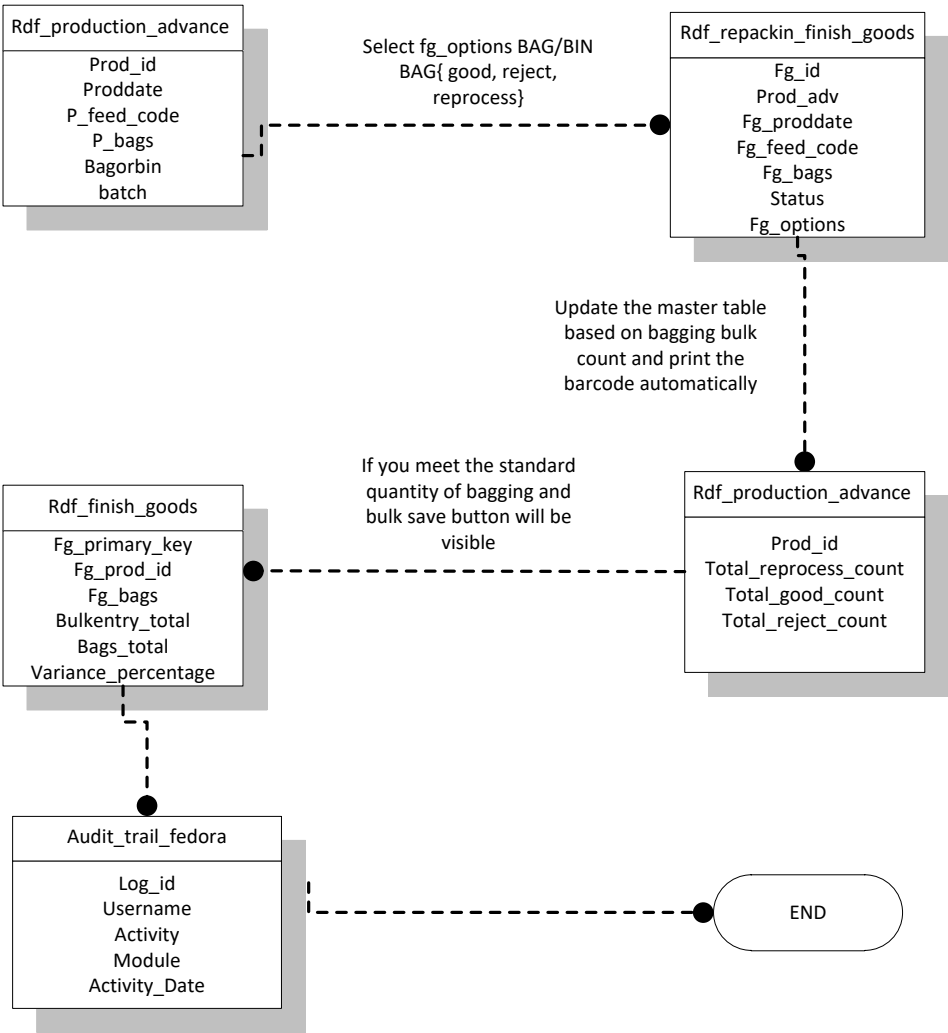 Rdf_production_advance
Prod_id
Proddate
P_feed_code
P_bags
Bagorbin
batch
Select fg_options BAG/BIN
BAG{ good, reject,
reprocess}
Rdf_repackin_finish_goods
Fg_id
Prod_adv
Fg_proddate
Fg_feed_code
Fg_bags
Status
Fg_options
Update the master table
based on bagging bulk
count and print the
barcode automatically
Rdf_production_advance
Prod_id
Total_reprocess_count
Total_good_count
Total_reject_count
If you meet the standard
quantity of bagging and
bulk save button will be
visible
Rdf_finish_goods
Fg_primary_key
Fg_prod_id
Fg_bags
Bulkentry_total
Bags_total
Variance_percentage
Audit_trail_fedora
Log_id
Username
Activity
Module
Activity_Date
END